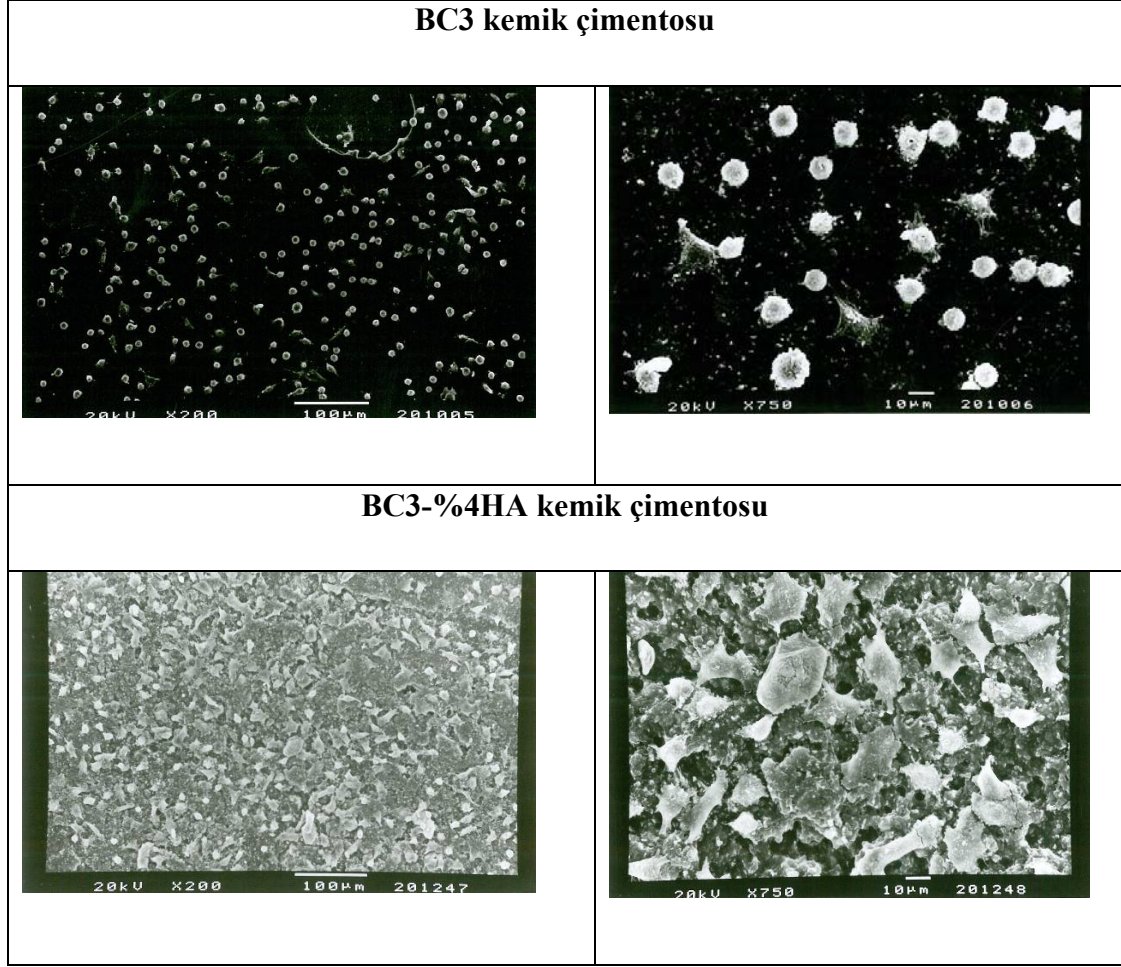 BC3 kemik çimentosu
20kV X200 100µm 201005
20kV X750 10µm 201006
BC3-%4HA kemik çimentosu
20kV X200 100µm 201247
20kV X750 10µm 201248